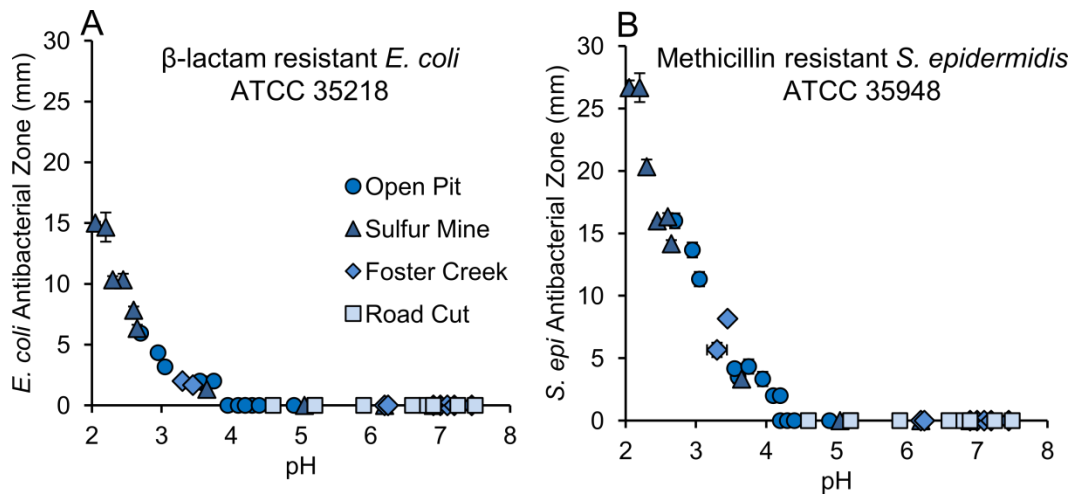 A
β-lactam resistant E. coli
ATCC 35218
E. coli Antibacterial Zone (mm)
30
25
20
15
10
5
0
Open Pit
Sulfur Mine
Foster Creek
Road Cut
2 3 4 5 6 7 8
pH
B
Methicillin resistant S. epidermidis
ATCC 35948
S. epi Antibacterial Zone (mm)
30
25
20
15
10
5
0
2 3 4 5 6 7 8
pH